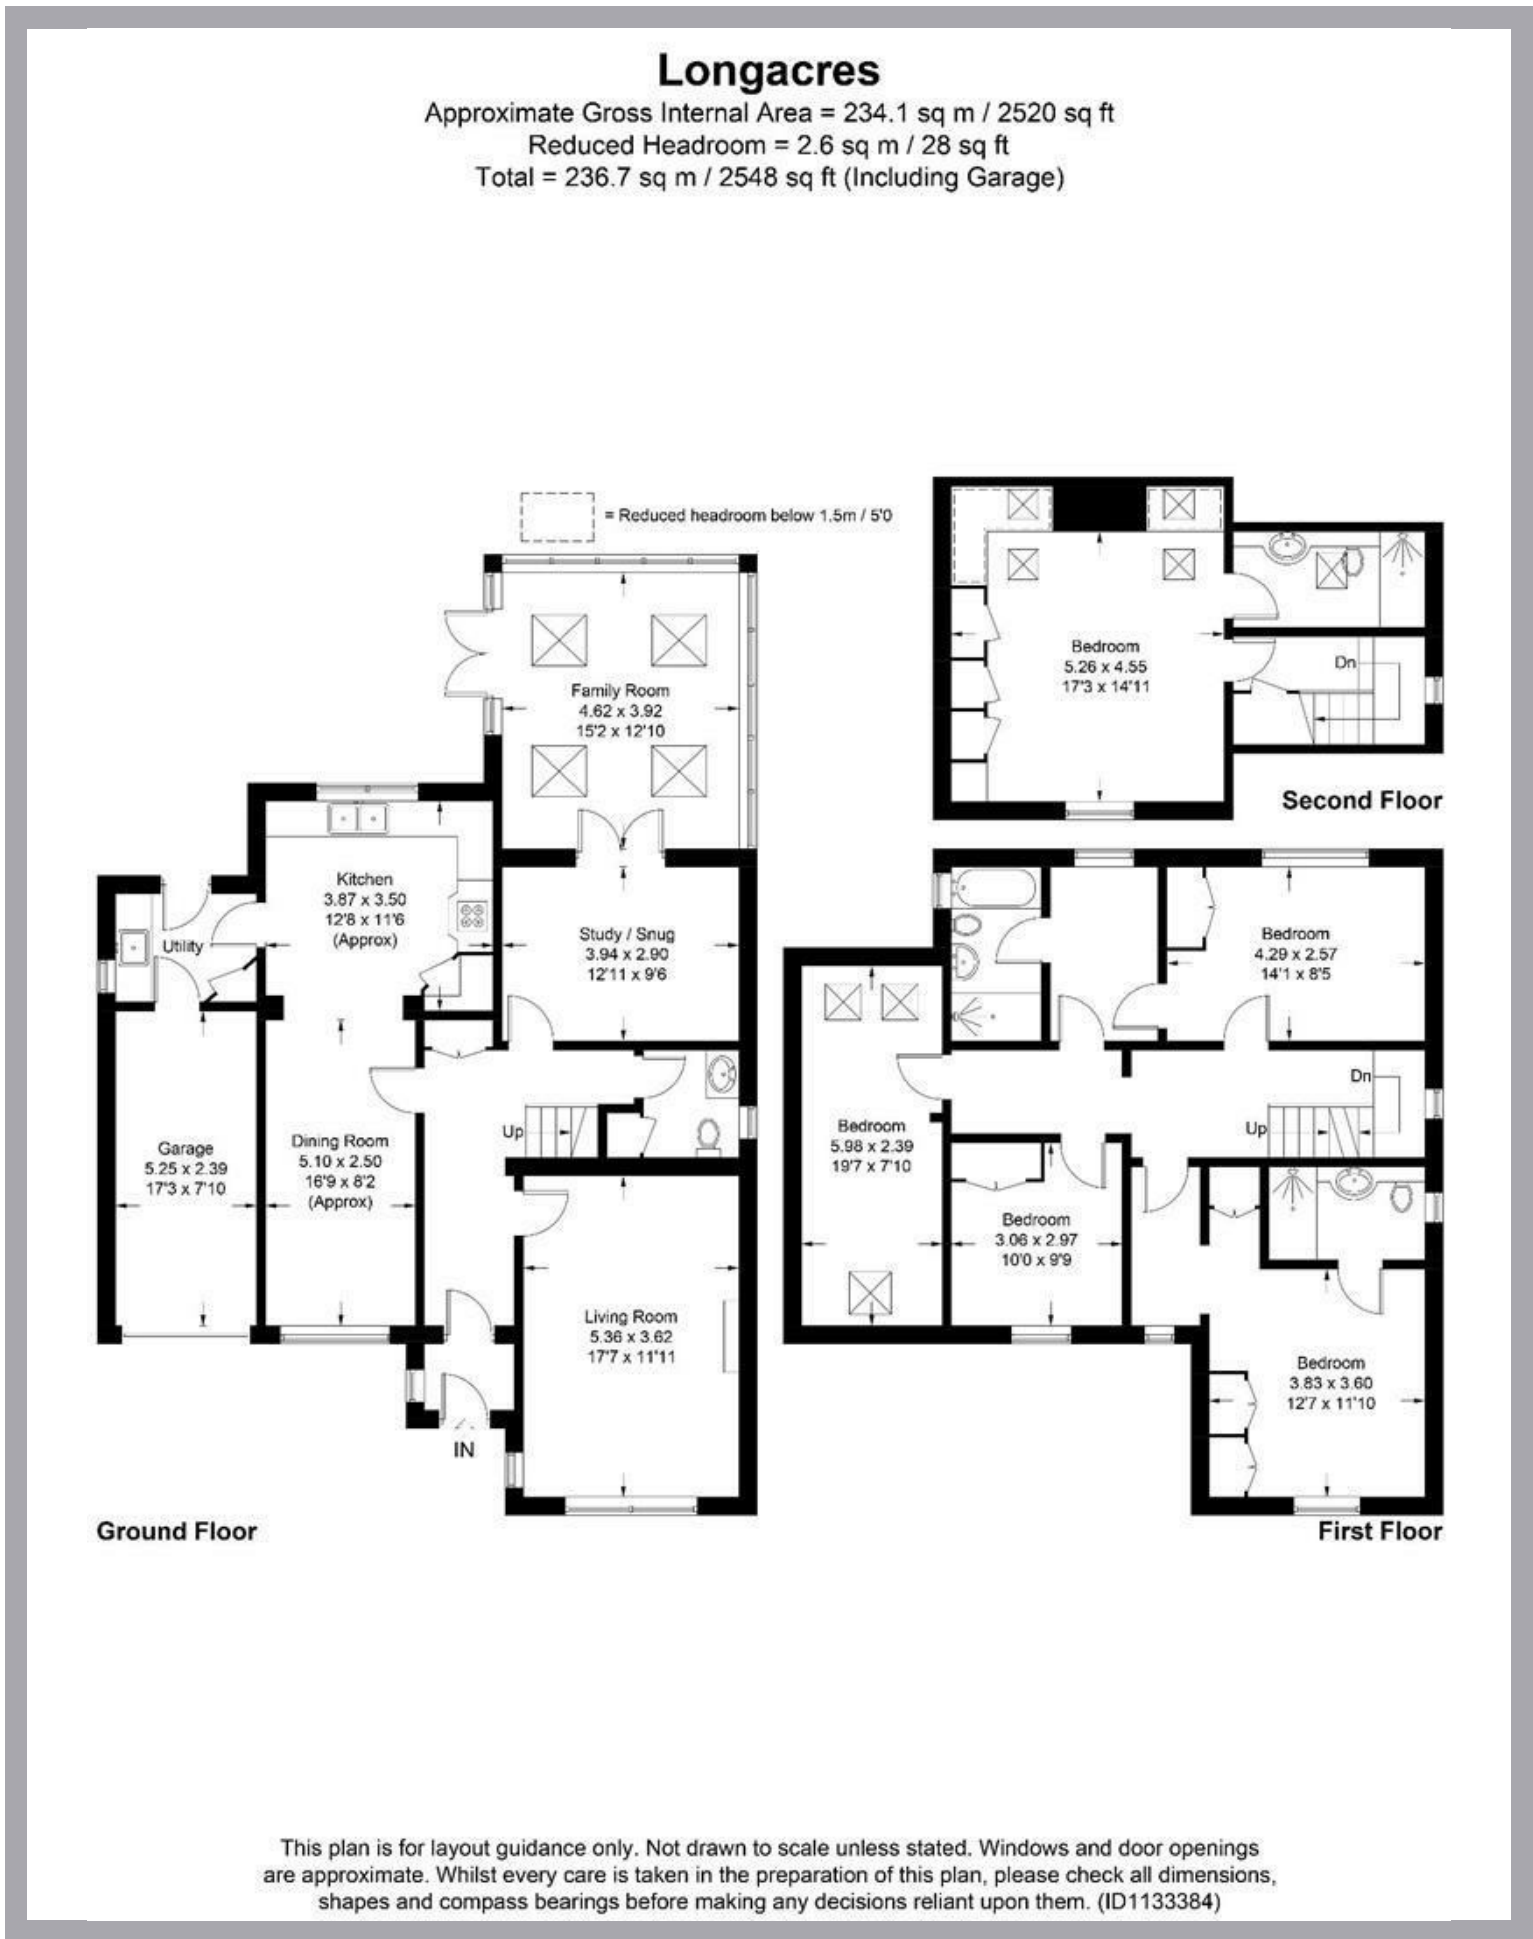 Longacres
Approximate Gross Internal Area = 234.1 sq m / 2520 sq ft
Reduced Headroom = 2.6 sq m / 28 sq ft
Total = 236.7 sq m / 2548 sq ft (Including Garage)
= Reduced headroom below 1.5m / 5'0
Family Room
4.62 x 3.92
15'2 x 12'10
Kitchen
3.87 x 3.50
12'8 x 11'6
(Approx)
Utility
Study / Snug
3.94 x 2.90
12'11 x 9'6
Up
Garage
5.25 x 2.39
17'3 x 7'10
Dining Room
5.10 x 2.50
16'9 x 8'2
(Approx)
Living Room
5.36 x 3.62
17'7 x 11'11
IN
Ground Floor
Bedroom
5.26 x 4.55
17'3 x 14'11
Dn
Second Floor
Bedroom
4.29 x 2.57
14'1 x 8'5
Dn
Up
Bedroom
5.98 x 2.39
19'7 x 7'10
Bedroom
3.06 x 2.97
10'0 x 9'9
Bedroom
3.83 x 3.60
12'7 x 11'10
First Floor
This plan is for layout guidance only. Not drawn to scale unless stated. Windows and door openings
are approximate. Whilst every care is taken in the preparation of this plan, please check all dimensions,
shapes and compass bearings before making any decisions reliant upon them. (ID1133384)